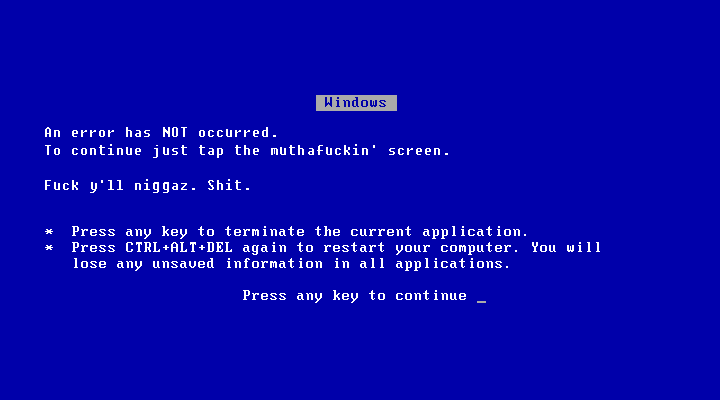 Windows
An error has NOT occurred.
To continue just tap the muthafuckin' screen.
Fuck y'll niggaz. Shit.
* Press any key to terminate the current application.
* Press CTRL+ALT+DEL again to restart your computer. You will
lose any unsaved information in all applications.
Press any key to continue _